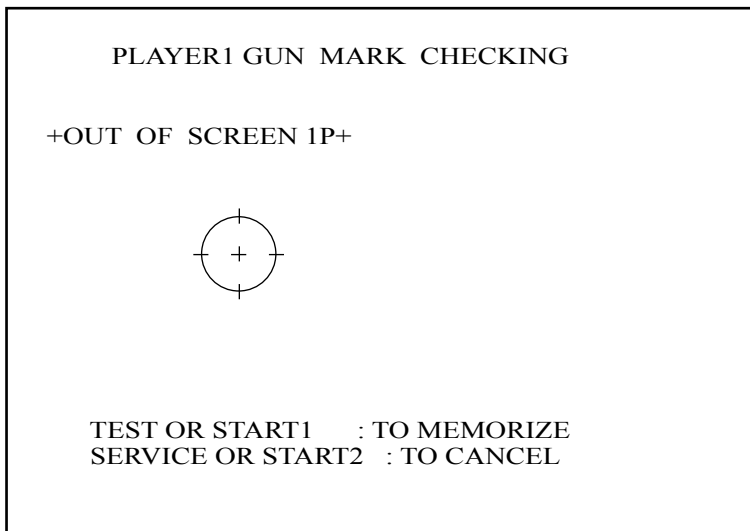 PLAYER1 GUN MARK CHECKING
+OUT OF SCREEN 1P+
TEST OR START1 : TO MEMORIZE
SERVICE OR START2 : TO CANCEL